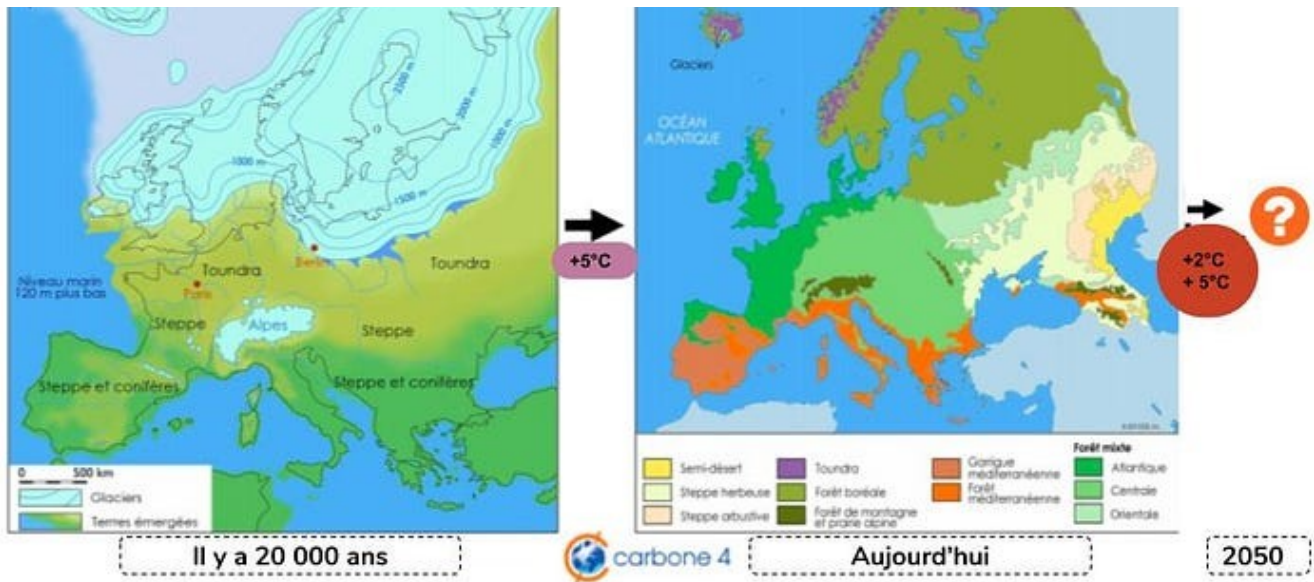 2500 m
2000 m
1000 m
1000 m
1500 m
Berlin
Toundra
Toundra
Paris
Niveau marin
120 m plus bas
Steppe
Alpes
Steppe
Steppe et conifères
Steppe et conifères
0 500 km
Glaciers
Terres émergées
Il y a 20 000 ans
+5°C
carbone 4
Glaciers
OCÉAN
ATLANTIQUE
Semi-désert
Steppe herbeuse
Steppe arbustive
Toundra
Forêt boréale
Forêt de montagne
et prairie alpine
Garrigue
méditerranéenne
Forêt
méditerranéenne
Forêt mixte
Atlantique
Centrale
Orientale
Aujourd'hui
?
+2°C
+ 5°C
2050